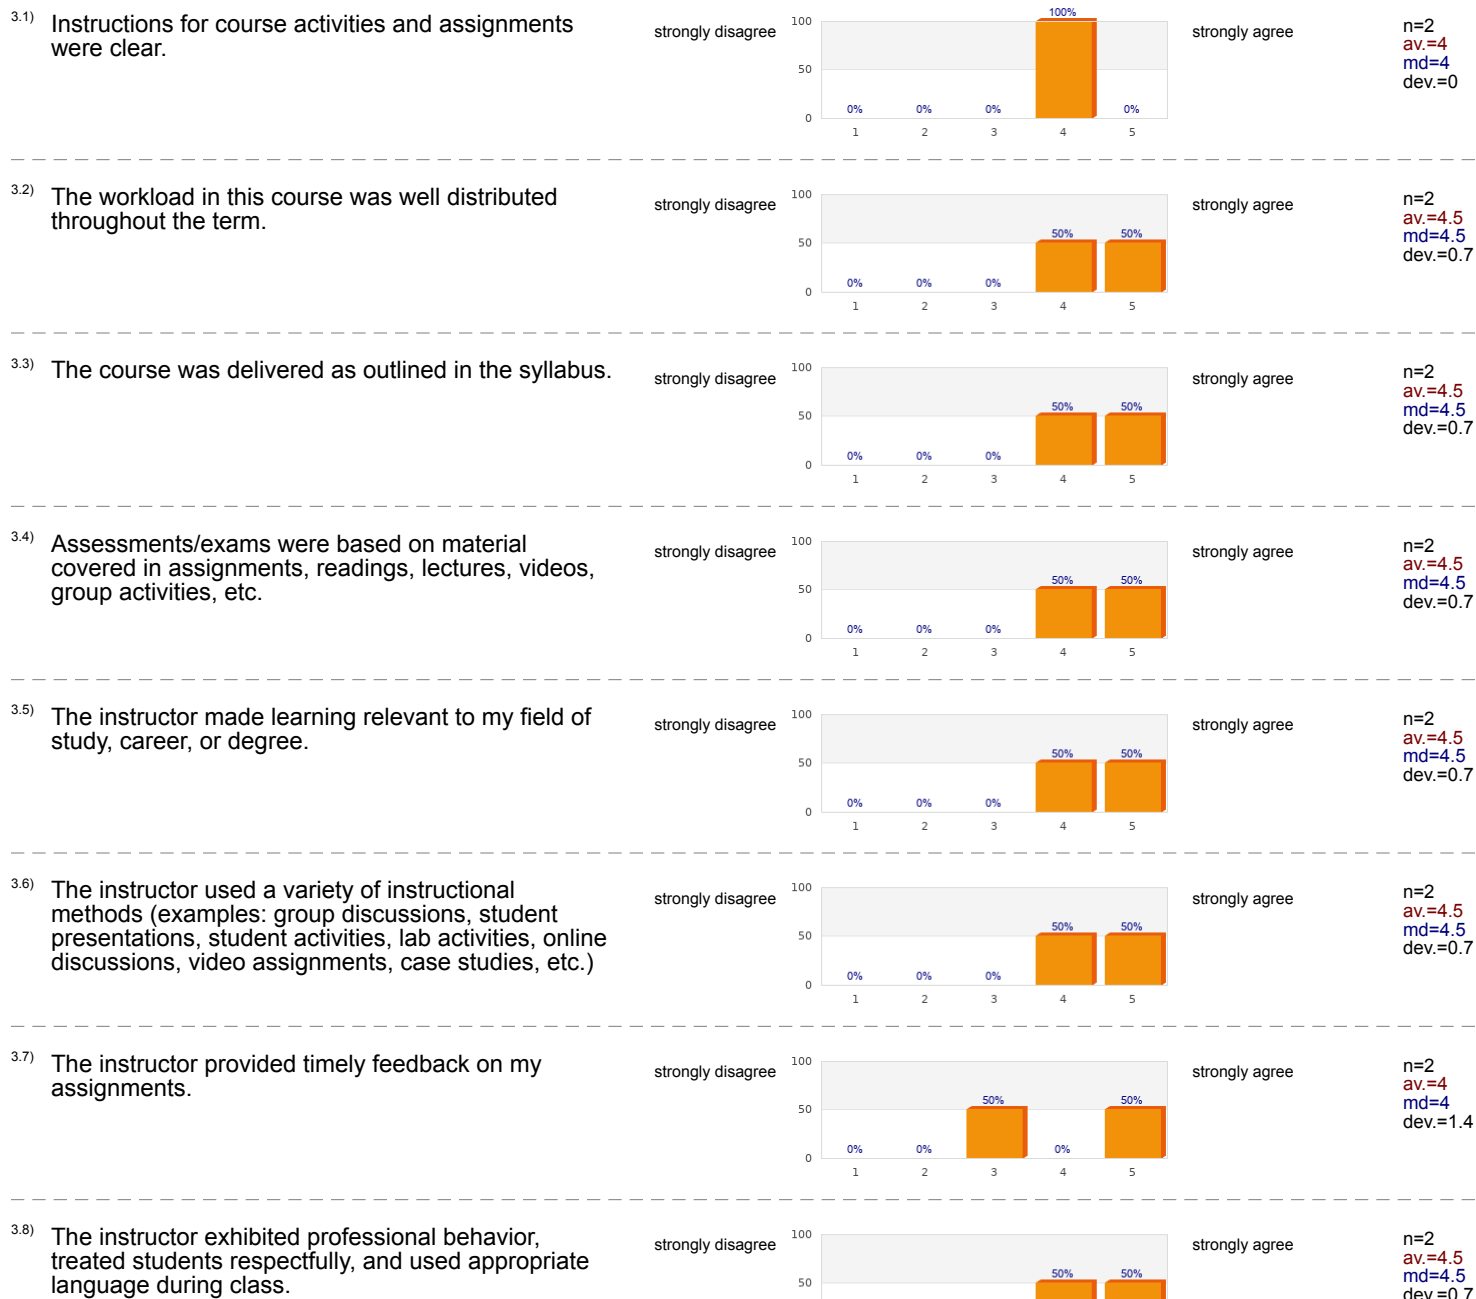 3.1) Instructions for course activities and assignments
were clear.
strongly disagree
100
50
0
100%
0% 0% 0% 0%
1 2 3 4 5
strongly agree
n=2
av.=4
md=4
dev.=0
3.2) The workload in this course was well distributed
throughout the term.
strongly disagree
100
50
0
50% 50%
0% 0% 0%
1 2 3 4 5
strongly agree
n=2
av.=4.5
md=4.5
dev.=0.7
3.3) The course was delivered as outlined in the syllabus.
strongly disagree
100
50
0
50% 50%
0% 0% 0%
1 2 3 4 5
strongly agree
n=2
av.=4.5
md=4.5
dev.=0.7
3.4) Assessments/exams were based on material
covered in assignments, readings, lectures, videos,
group activities, etc.
strongly disagree
100
50
0
50% 50%
0% 0% 0%
1 2 3 4 5
strongly agree
n=2
av.=4.5
md=4.5
dev.=0.7
3.5) The instructor made learning relevant to my field of
study, career, or degree.
strongly disagree
100
50
0
50% 50%
0% 0% 0%
1 2 3 4 5
strongly agree
n=2
av.=4.5
md=4.5
dev.=0.7
3.6) The instructor used a variety of instructional
methods (examples: group discussions, student
presentations, student activities, lab activities, online
discussions, video assignments, case studies, etc.)
strongly disagree
100
50
0
50% 50%
0% 0% 0%
1 2 3 4 5
strongly agree
n=2
av.=4.5
md=4.5
dev.=0.7
3.7) The instructor provided timely feedback on my
assignments.
strongly disagree
100
50
0
50% 50%
0% 0% 0%
1 2 3 4 5
strongly agree
n=2
av.=4
md=4
dev.=1.4
3.8) The instructor exhibited professional behavior,
treated students respectfully, and used appropriate
language during class.
strongly disagree
100
50
50% 50%
strongly agree
n=2
av.=4.5
md=4.5
dev.=0.7